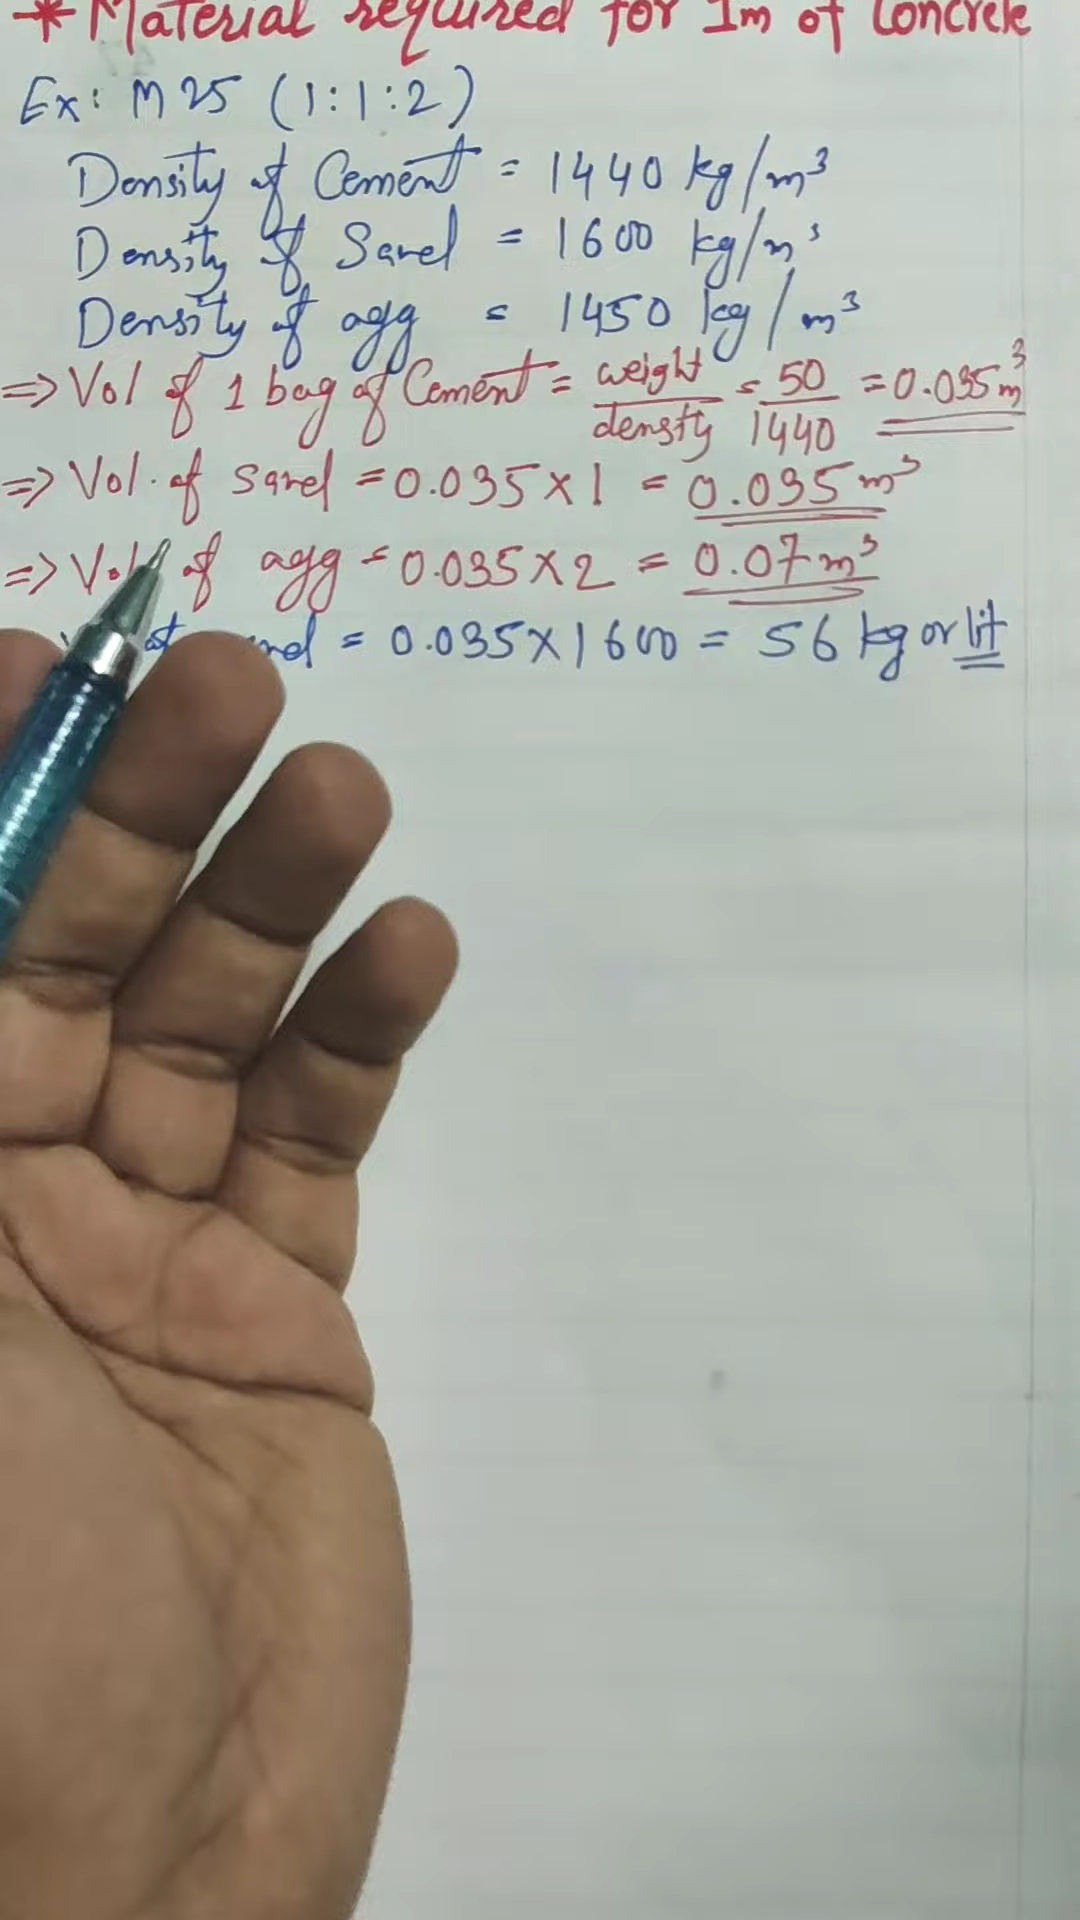 * Material required for 1m of Concrete
Ex: M25 (1:1:2)
Density of Cement = 1440 kg/m³
Density of Sand = 1600 kg/m³
Density of agg = 1450 kg/m³
=> Vol of 1 bag of Cement = weight/density = 50/1440 = 0.035m³
=> Vol. of Sand = 0.035 x 1 = 0.035 m³
=> Vol. of agg = 0.035 x 2 = 0.07 m³
= 0.035 x 1600 = 56 kg or lit